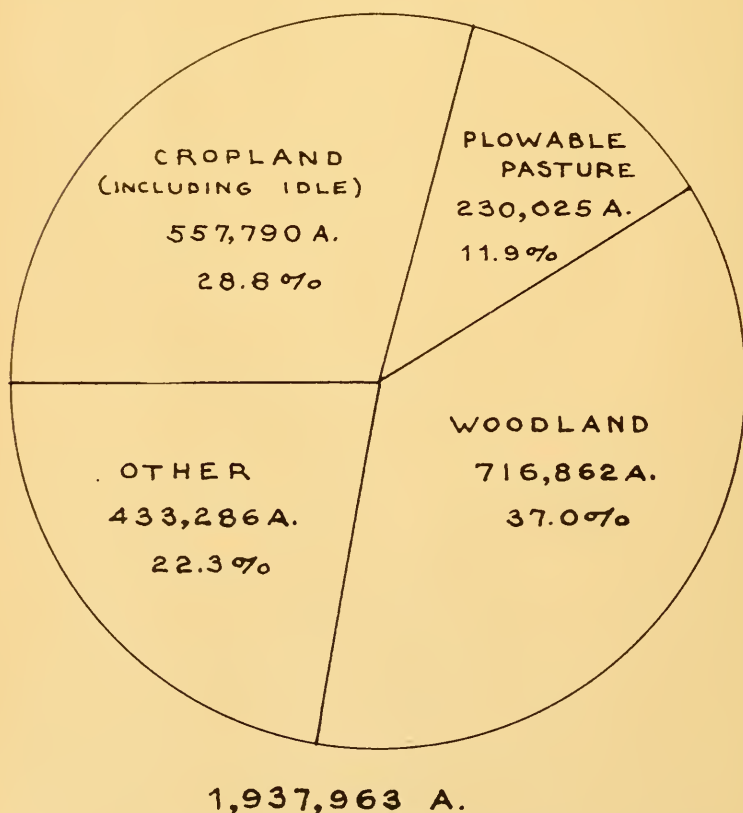 CROPLAND
(INCLUDING IDLE)
557,790 A.
28.8%
PLOWABLE
PASTURE
230,025 A.
11.9%
WOODLAND
716,862 A.
37.0%
OTHER
433,286 A.
22.3%
1,937,963 A.